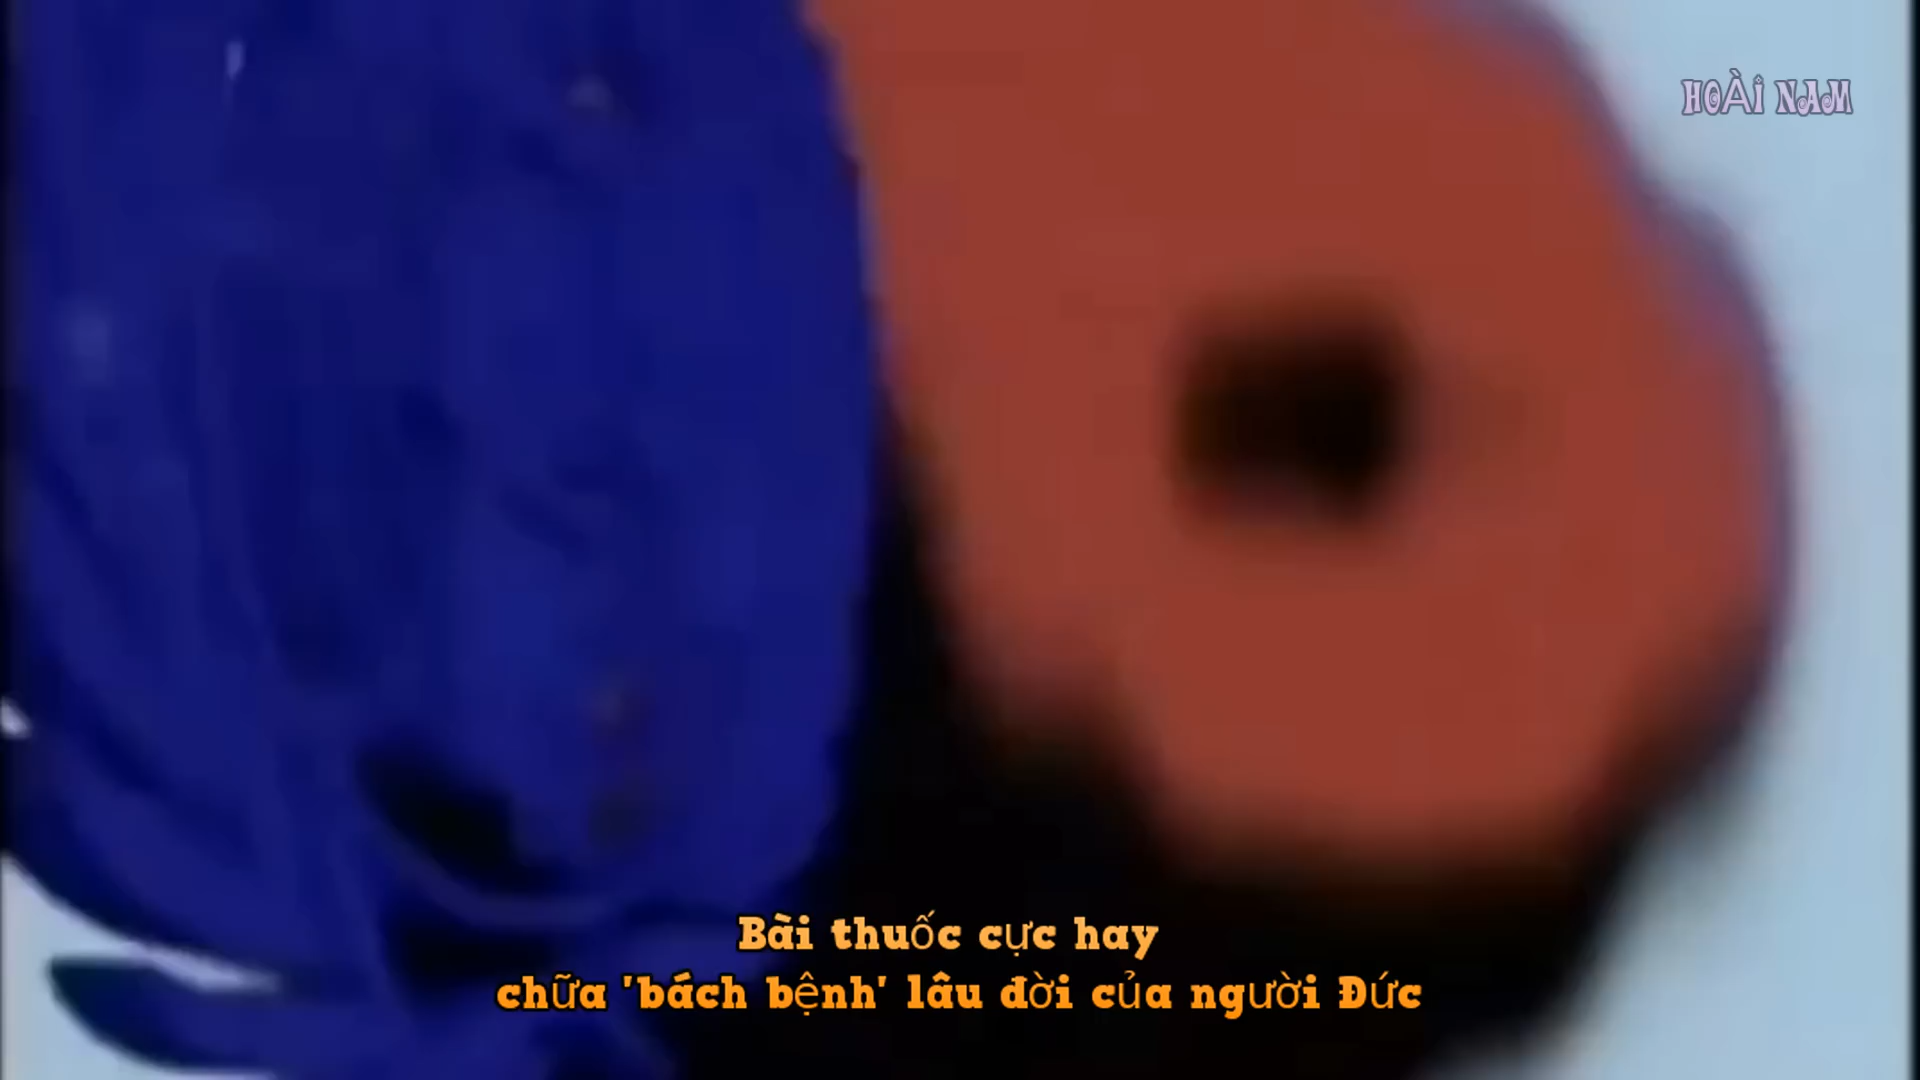 HOÀI NAM
Bài thuốc cực hay
chữa 'bách bệnh' lâu đời của người Đức